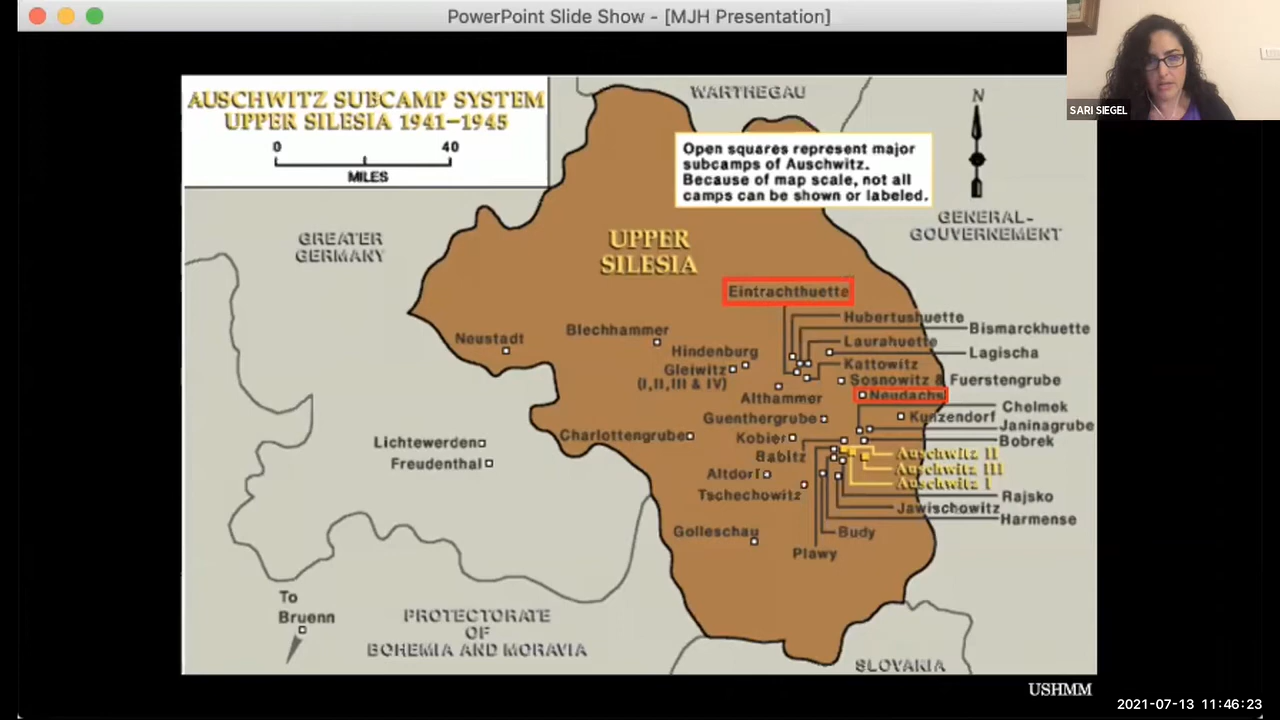 PowerPoint Slide Show - [MJH Presentation]
SARI SIEGEL
AUSCHWITZ SUBCAMP SYSTEM
UPPER SILESIA 1941–1945
0 40
MILES
WARTHEGAU
N
Open squares represent major
subcamps of Auschwitz.
Because of map scale, not all
camps can be shown or labeled.
GENERAL-
GOUVERNEMENT
GREATER
GERMANY
UPPER
SILESIA
Eintrachthuette
Hubertushuette
Bismarckhuette
Neustadt
Blechhammer
Laurahuette
Lagischa
Hindenburg
Kattowitz
Gleiwitz
(I,II,III & IV)
Sosnowitz & Fuerstengrube
Althammer
Neudachs
Chelmek
Guenthergrube
Kunzendorf
Janinagrube
Charlottengrube
Kobier
Bobrek
Lichtewerden
Babitz
Auschwitz II
Freudenthal
Auschwitz III
Altdorf
Auschwitz I
Tschechowitz
Rajsko
Jawischowitz
Harmense
Golleschau
Budy
Plawy
To
Bruenn
PROTECTORATE
OF
BOHEMIA AND MORAVIA
SLOVAKIA
USHMM
2021-07-13 11:46:23